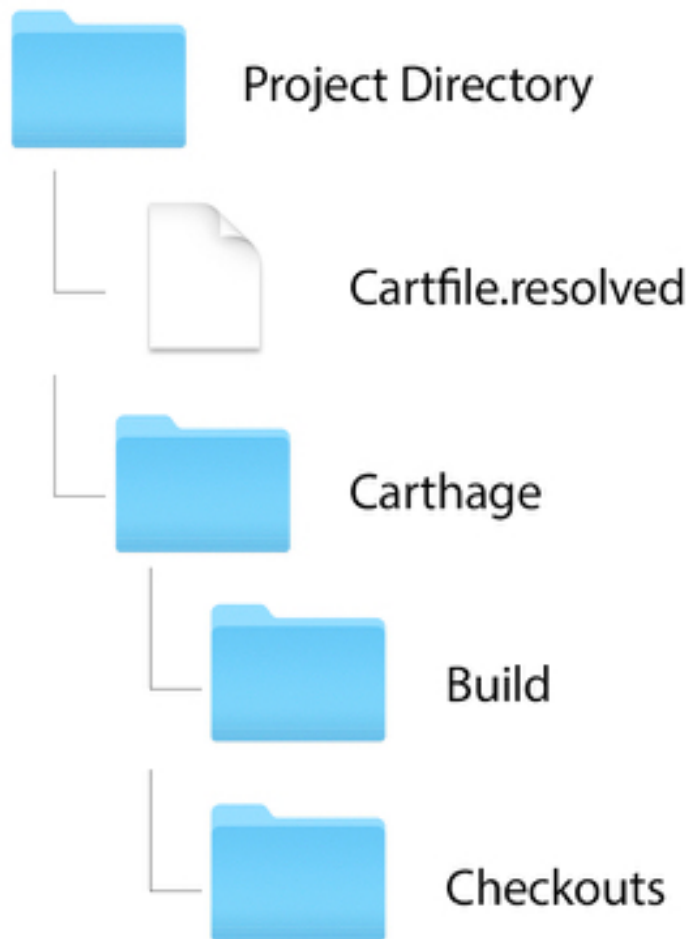 Project Directory
Cartfile.resolved
Carthage
Build
Checkouts